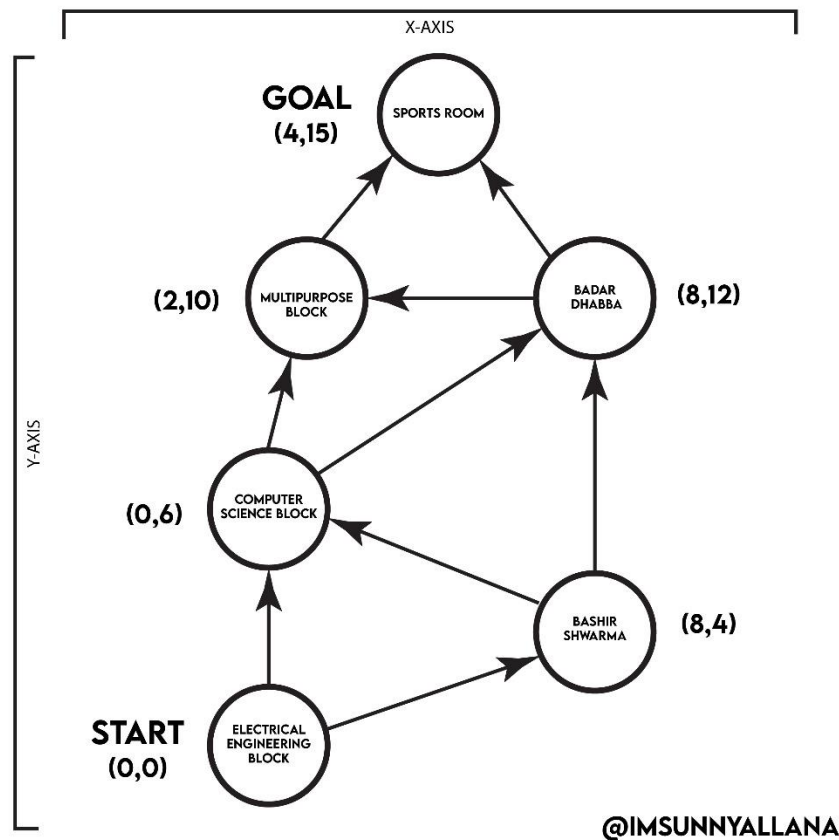 X-AXIS
Y-AXIS
GOAL
(4,15)
SPORTS ROOM
(2,10)
MULTIPURPOSE
BLOCK
BADAR
DHABBA
(8,12)
(0,6)
COMPUTER
SCIENCE BLOCK
BASHIR
SHWARMA
(8,4)
START
(0,0)
ELECTRICAL
ENGINEERING
BLOCK
@IMSUNNYALLANA